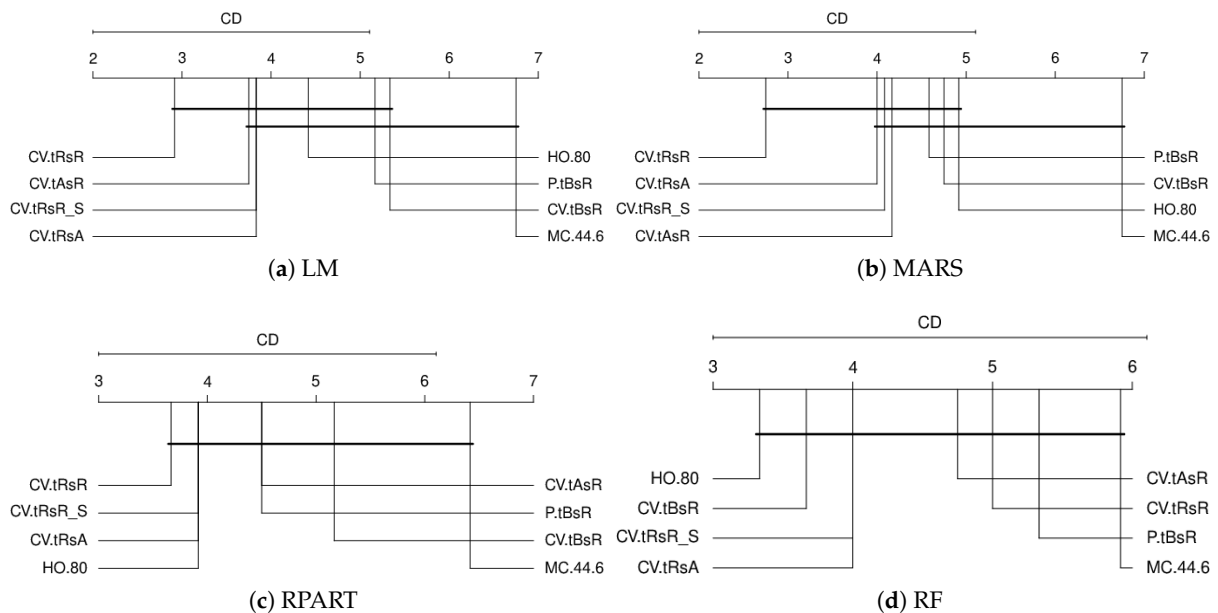 CD
2 3 4 5 6 7
CV.tRsR HO.80
CV.tAsR P.tBsR
CV.tRsR_S CV.tBsR
CV.tRsA MC.44.6
(a) LM
CD
2 3 4 5 6 7
CV.tRsR P.tBsR
CV.tRsA CV.tBsR
CV.tRsR_S HO.80
CV.tAsR MC.44.6
(b) MARS
CD
3 4 5 6 7
CV.tRsR CV.tAsR
CV.tRsR_S P.tBsR
CV.tRsA CV.tBsR
HO.80 MC.44.6
(c) RPART
CD
3 4 5 6
HO.80 CV.tAsR
CV.tBsR CV.tRsR
CV.tRsR_S P.tBsR
CV.tRsA MC.44.6
(d) RF